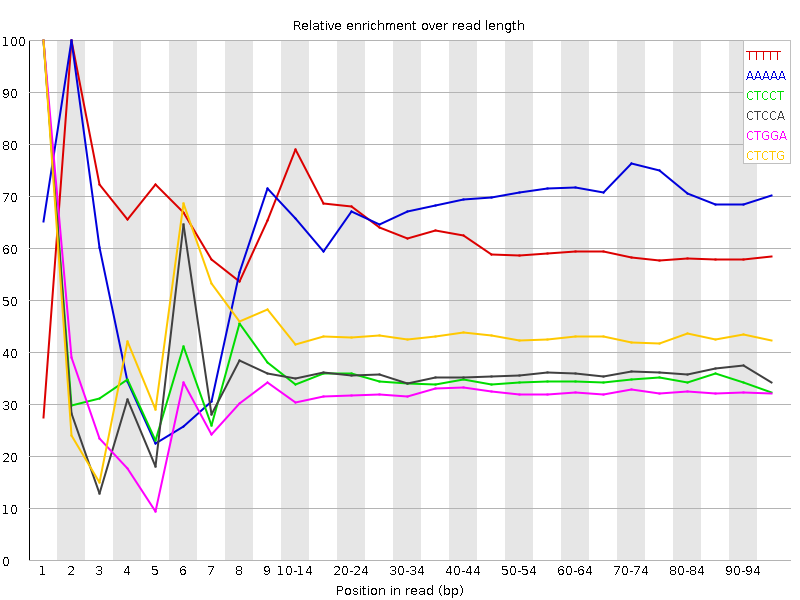 Relative enrichment over read length
100
90
80
70
60
50
40
30
20
10
0
TTTTT
AAAAA
CTCCT
CTCCA
CTGGA
CTCTG
1 2 3 4 5 6 7 8 9 10-14 20-24 30-34 40-44 50-54 60-64 70-74 80-84 90-94
Position in read (bp)